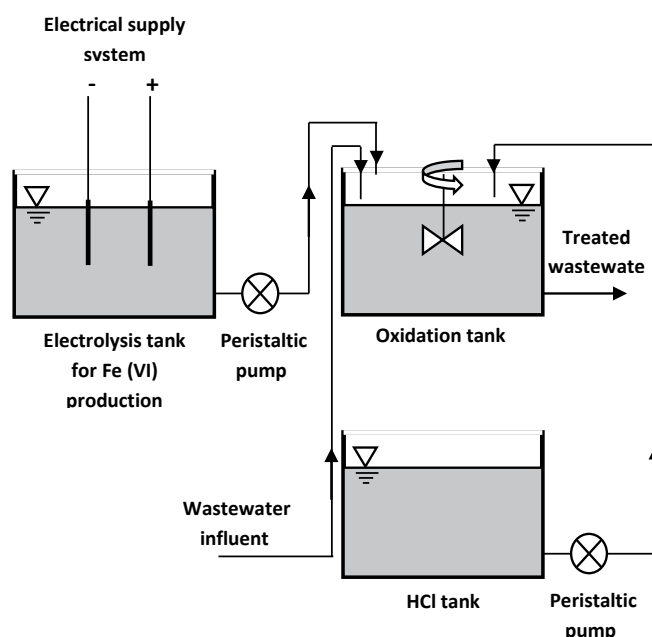 Electrical supply
svstem
- +
Treated
wastewate
Electrolysis tank
for Fe (VI)
production
Peristaltic
pump
Oxidation tank
Wastewater
influent
HCl tank
Peristaltic
pump